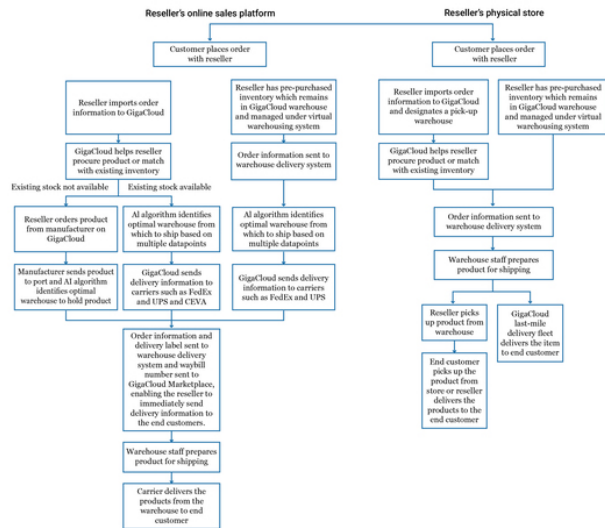 Reseller's online sales platform
Reseller's physical store
Customer places order
with reseller
Customer places order
with reseller
Reseller imports order
information to GigaCloud
Reseller has pre-purchased
inventory which remains
in GigaCloud warehouse
and managed under virtual
warehousing system
Reseller imports order
information to GigaCloud
and designates a pick-up
warehouse
Reseller has pre-purchased
inventory which remains
in GigaCloud warehouse
and managed under virtual
warehousing system
GigaCloud helps reseller
procure product or match
with existing inventory
Order information sent to
warehouse delivery system
GigaCloud helps reseller
procure product or match
with existing inventory
Existing stock not available
Existing stock available
Reseller orders product
from manufacturer on
GigaCloud
AI algorithm identifies
optimal warehouse from
which to ship based on
multiple datapoints
AI algorithm identifies
optimal warehouse from
which to ship based on
multiple datapoints
Order information sent to
warehouse delivery system
Manufacturer sends product
to port and AI algorithm
identifies optimal
warehouse to hold product
GigaCloud sends delivery
information to
carriers such as FedEx
and UPS and CEVA
GigaCloud sends delivery
information to carriers
such as FedEx and UPS
Warehouse staff prepares
product for shipping
Reseller picks
up product from
warehouse
GigaCloud
last-mile
delivery fleet
delivers the item
to end customer
Order information and
delivery label sent to
warehouse delivery
system and waybill
number sent to
GigaCloud Marketplace,
enabling the reseller to
immediately send
delivery information to
the end customers.
End customer
picks up the
product from
store or reseller
delivers the
products to the
end customer
Warehouse staff prepares
product for shipping
Carrier delivers the
products from the
warehouse to end
customer